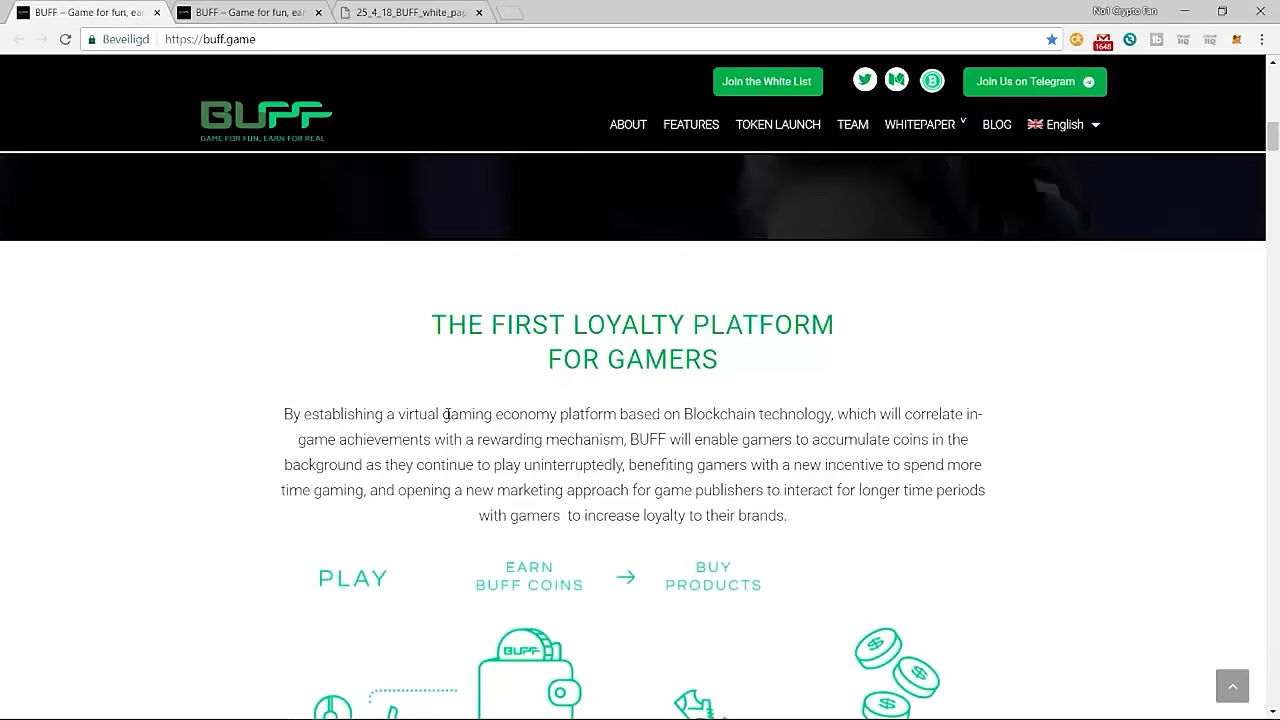 BUFF – Game for fun, ear
BUFF – Game for fun, ear
25_4_18_BUFF_white_pap
No1 Crypto Fan
Beveiligd
https://buff.game
1648
Join the White List
Join Us on Telegram
BUFF
GAME FOR FUN, EARN FOR REAL
ABOUT
FEATURES
TOKEN LAUNCH
TEAM
WHITEPAPER
BLOG
English
THE FIRST LOYALTY PLATFORM
FOR GAMERS
By establishing a virtual gaming economy platform based on Blockchain technology, which will correlate in-
game achievements with a rewarding mechanism, BUFF will enable gamers to accumulate coins in the
background as they continue to play uninterruptedly, benefiting gamers with a new incentive to spend more
time gaming, and opening a new marketing approach for game publishers to interact for longer time periods
with gamers to increase loyalty to their brands.
PLAY
EARN
BUFF COINS
BUY
PRODUCTS
BUFF